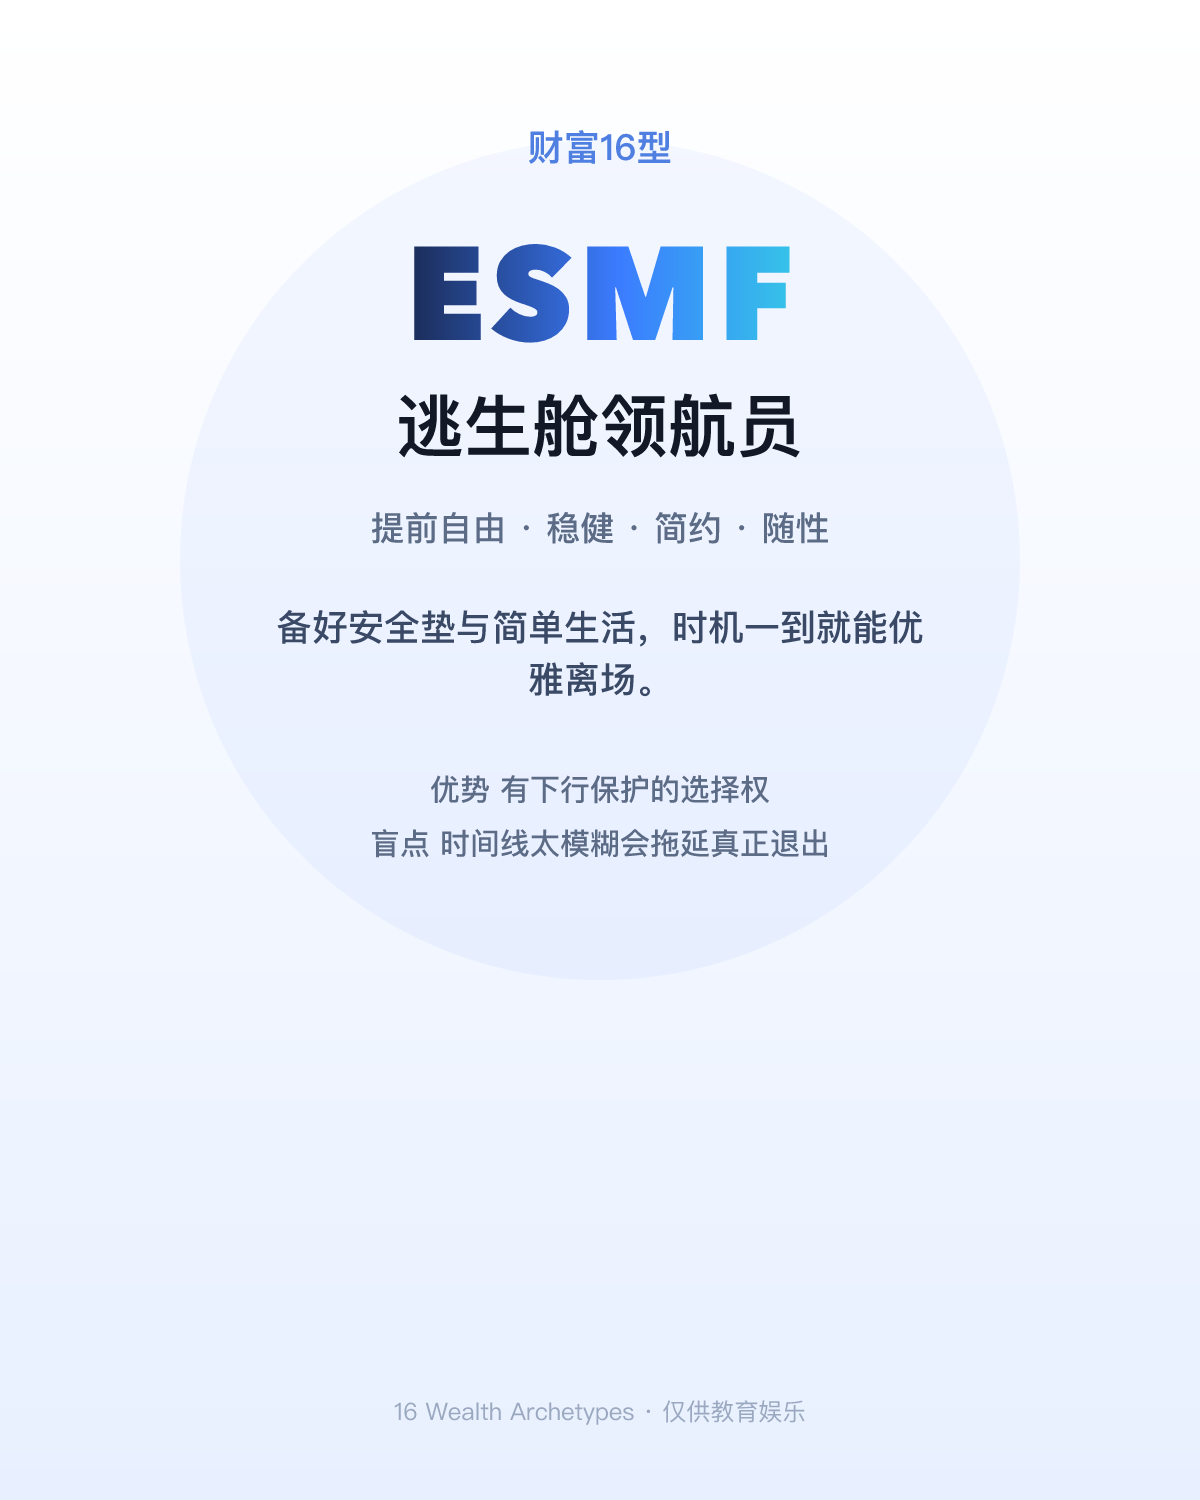 财富16型
ESMF
逃生舱领航员
提前自由 · 稳健 · 简约 · 随性
备好安全垫与简单生活，时机一到就能优
雅离场。
优势 有下行保护的选择权
盲点 时间线太模糊会拖延真正退出
16 Wealth Archetypes · 仅供教育娱乐